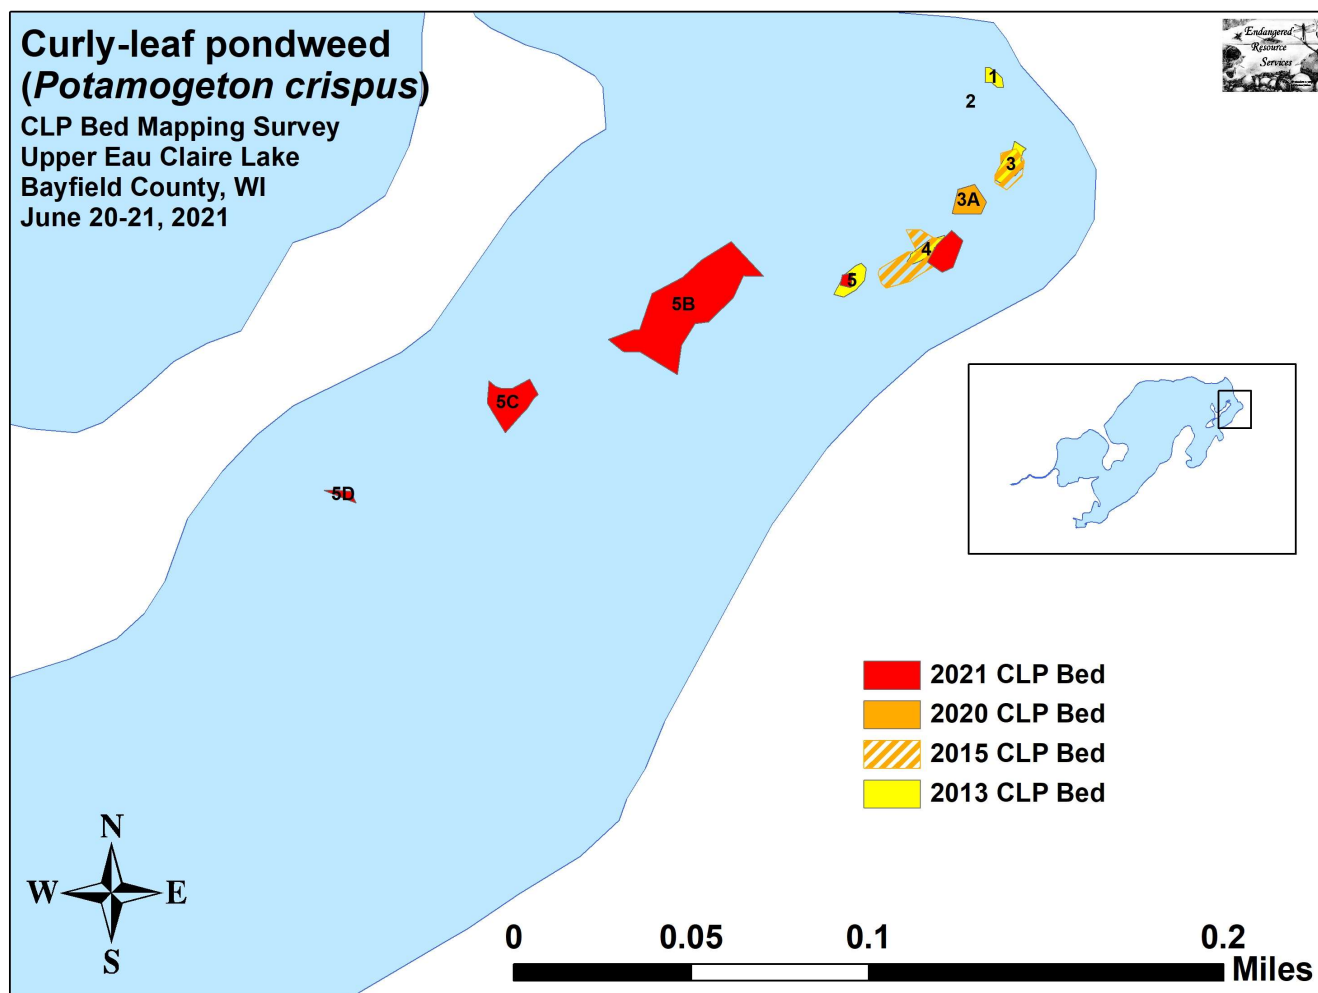 Curly-leaf pondweed
(Potamogeton crispus)
CLP Bed Mapping Survey
Upper Eau Claire Lake
Bayfield County, WI
June 20-21, 2021
Endangered
Resource
Services
1
2
3
3A
4
5
5B
5C
5D
2021 CLP Bed
2020 CLP Bed
2015 CLP Bed
2013 CLP Bed
N
W E
S
0 0.05 0.1 0.2
Miles